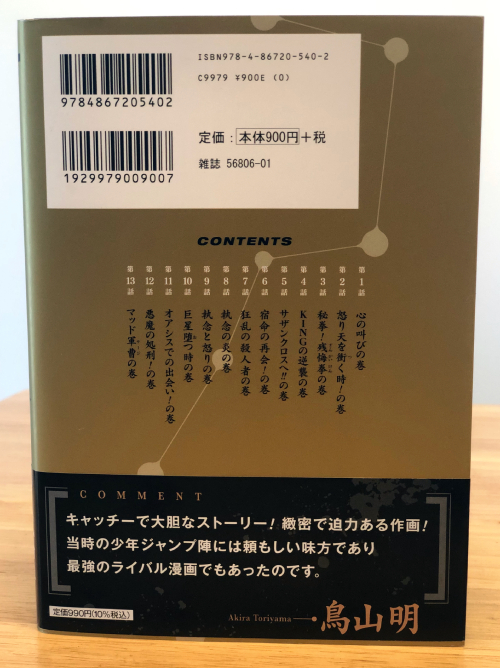 ISBN978-4-86720-540-2
C9979 ¥900E (0)
9784867205402
1929979009007
定価：本体900円+税
雑誌 56806-01
CONTENTS
第1話 心の叫びの巻
第2話 怒り天を衝く時！の巻
第3話 秘拳！残悔拳の巻
第4話 KINGの逆襲の巻
第5話 サザンクロスへ!!の巻
第6話 宿命の再会！の巻
第7話 狂乱の殺人者の巻
第8話 執念の炎の巻
第9話 執念と怒りの巻
第10話 巨星堕つ時の巻
第11話 オアシスでの出会い！の巻
第12話 悪魔の処刑！の巻
第13話 マッド軍曹の巻
COMMENT
キャッチーで大胆なストーリー！緻密で迫力ある作画！
当時の少年ジャンプ陣には頼もしい味方であり
最強のライバル漫画でもあったのです。
定価990円(10%税込)
Akira Toriyama
鳥山明